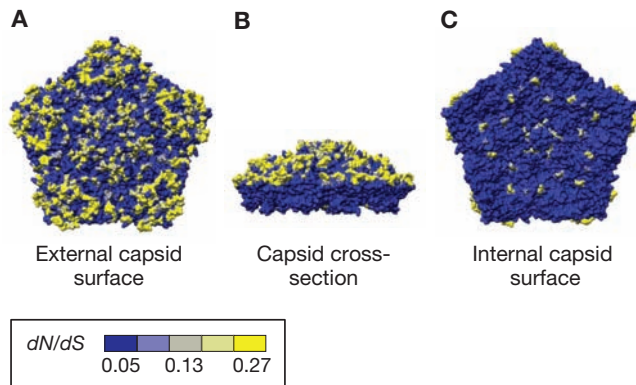 A
B
C
External capsid
surface
Capsid cross-
section
Internal capsid
surface
dN/dS
0.05 0.13 0.27